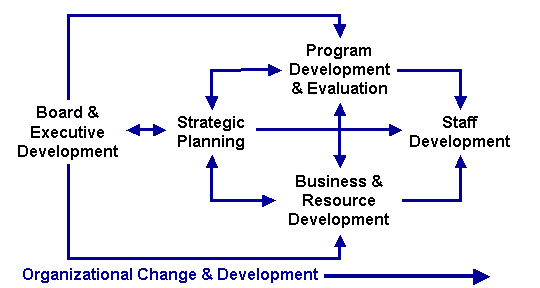 Program
Development
& Evaluation
Board &
Executive
Development
Strategic
Planning
Staff
Development
Business &
Resource
Development
Organizational Change & Development